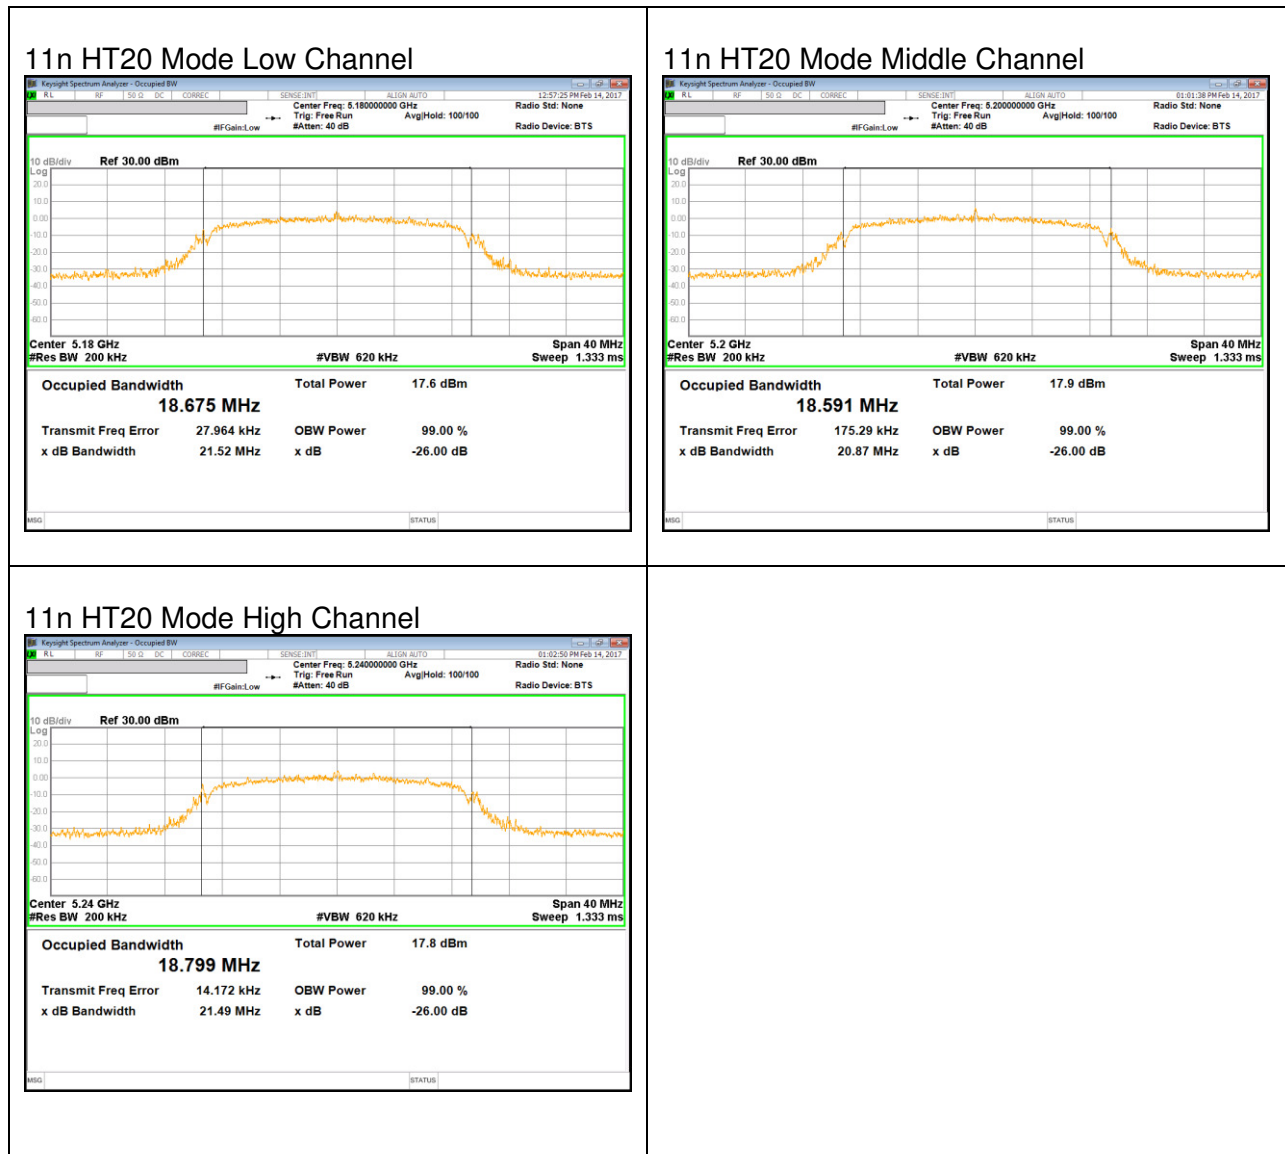 11n HT20 Mode Low Channel
Keysight Spectrum Analyzer - Occupied BW
RL RF 50 Ω DC CORREC SENSE:INT ALIGN AUTO 12:57:25 PM Feb 14, 2017
Center Freq: 5.180000000 GHz Radio Std: None
Trig: Free Run Avg|Hold: 100/100
#IFGain:Low #Atten: 40 dB Radio Device: BTS
10 dB/div Ref 30.00 dBm
Log
20.0
10.0
0.00
-10.0
-20.0
-30.0
-40.0
-50.0
-60.0
Center 5.18 GHz Span 40 MHz
#Res BW 200 kHz #VBW 620 kHz Sweep 1.333 ms
Occupied Bandwidth Total Power 17.6 dBm
18.675 MHz
Transmit Freq Error 27.964 kHz OBW Power 99.00 %
x dB Bandwidth 21.52 MHz x dB -26.00 dB
MSG STATUS
11n HT20 Mode Middle Channel
Keysight Spectrum Analyzer - Occupied BW
RL RF 50 Ω DC CORREC SENSE:INT ALIGN AUTO 01:01:38 PM Feb 14, 2017
Center Freq: 5.200000000 GHz Radio Std: None
Trig: Free Run Avg|Hold: 100/100
#IFGain:Low #Atten: 40 dB Radio Device: BTS
10 dB/div Ref 30.00 dBm
Log
20.0
10.0
0.00
-10.0
-20.0
-30.0
-40.0
-50.0
-60.0
Center 5.2 GHz Span 40 MHz
#Res BW 200 kHz #VBW 620 kHz Sweep 1.333 ms
Occupied Bandwidth Total Power 17.9 dBm
18.591 MHz
Transmit Freq Error 175.29 kHz OBW Power 99.00 %
x dB Bandwidth 20.87 MHz x dB -26.00 dB
MSG STATUS
11n HT20 Mode High Channel
Keysight Spectrum Analyzer - Occupied BW
RL RF 50 Ω DC CORREC SENSE:INT ALIGN AUTO 01:02:50 PM Feb 14, 2017
Center Freq: 5.240000000 GHz Radio Std: None
Trig: Free Run Avg|Hold: 100/100
#IFGain:Low #Atten: 40 dB Radio Device: BTS
10 dB/div Ref 30.00 dBm
Log
20.0
10.0
0.00
-10.0
-20.0
-30.0
-40.0
-50.0
-60.0
Center 5.24 GHz Span 40 MHz
#Res BW 200 kHz #VBW 620 kHz Sweep 1.333 ms
Occupied Bandwidth Total Power 17.8 dBm
18.799 MHz
Transmit Freq Error 14.172 kHz OBW Power 99.00 %
x dB Bandwidth 21.49 MHz x dB -26.00 dB
MSG STATUS